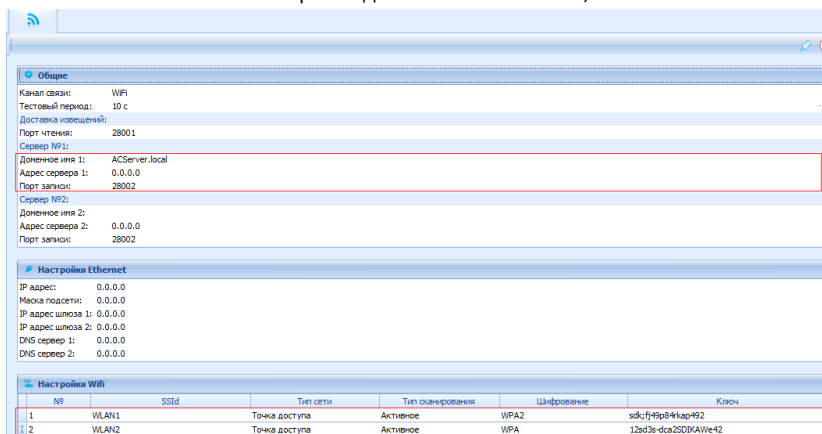 Общие
Канал связи: WiFi
Тестовый период: 10 с
Доставка извещений:
Порт чтения: 28001
Сервер №1:
Доменное имя 1: ACServer.local
Адрес сервера 1: 0.0.0.0
Порт записи: 28002
Сервер №2:
Доменное имя 2:
Адрес сервера 2: 0.0.0.0
Порт записи: 28002
Настройки Ethernet
IP адрес: 0.0.0.0
Маска подсети: 0.0.0.0
IP адрес шлюза 1: 0.0.0.0
IP адрес шлюза 2: 0.0.0.0
DNS сервер 1: 0.0.0.0
DNS сервер 2: 0.0.0.0
Настройки Wifi
№ SSId Тип сети Тип сканирования Шифрование Ключ
1 WLAN1 Точка доступа Активное WPA2 sdk;fj49p84rkap492
2 WLAN2 Точка доступа Активное WPA 12sd3s-dca2SDIKAWe42